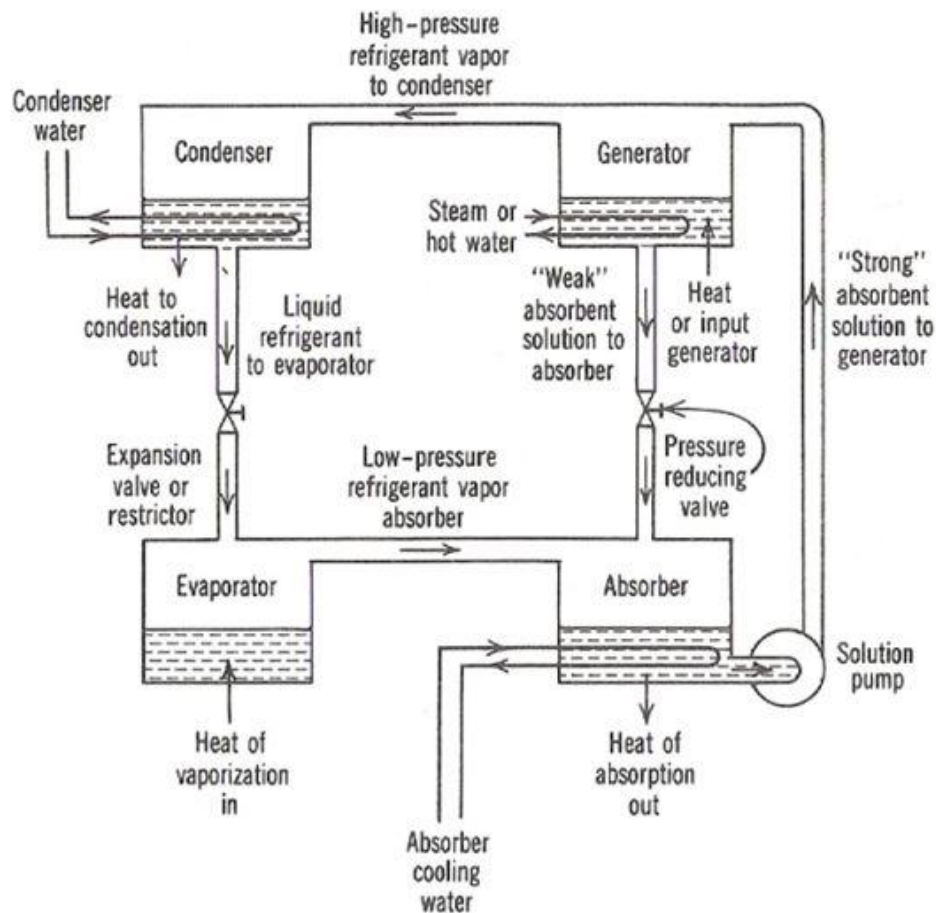 High-pressure
refrigerant vapor
to condenser
Condenser
water
Condenser
Generator
Steam or
hot water
Heat to
condensation
out
Liquid
refrigerant
to evaporator
"Weak"
absorbent
solution to
absorber
Heat
or input
generator
"Strong"
absorbent
solution to
generator
Expansion
valve or
restrictor
Low-pressure
refrigerant vapor
absorber
Pressure
reducing
valve
Evaporator
Absorber
Solution
pump
Heat of
vaporization
in
Heat of
absorption
out
Absorber
cooling
water